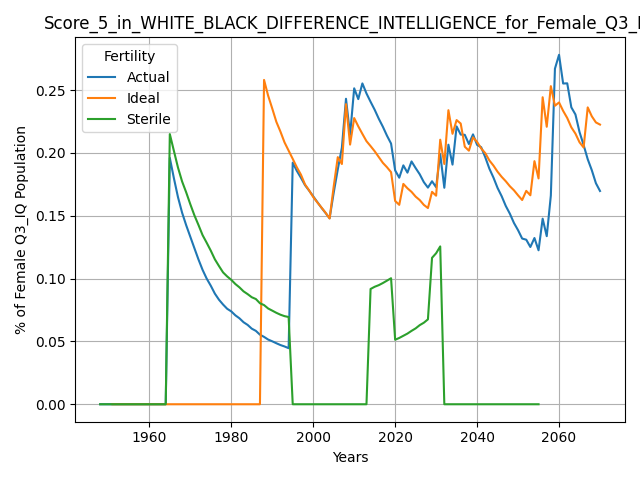 Score_5_in_WHITE_BLACK_DIFFERENCE_INTELLIGENCE_for_Female_Q3_I
Fertility
Actual
Ideal
Sterile
% of Female Q3_IQ Population
0.25
0.20
0.15
0.10
0.05
0.00
1960 1980 2000 2020 2040 2060
Years